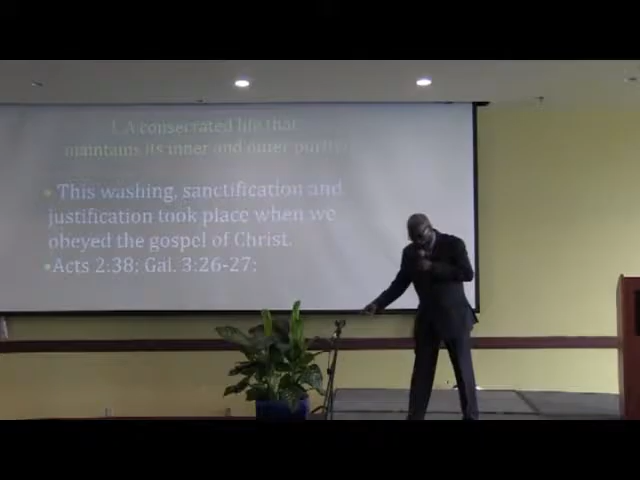 I. A consecrated life that
maintains its inner and outer purity
• This washing, sanctification and
justification took place when we
obeyed the gospel of Christ.
•Acts 2:38; Gal. 3:26-27;